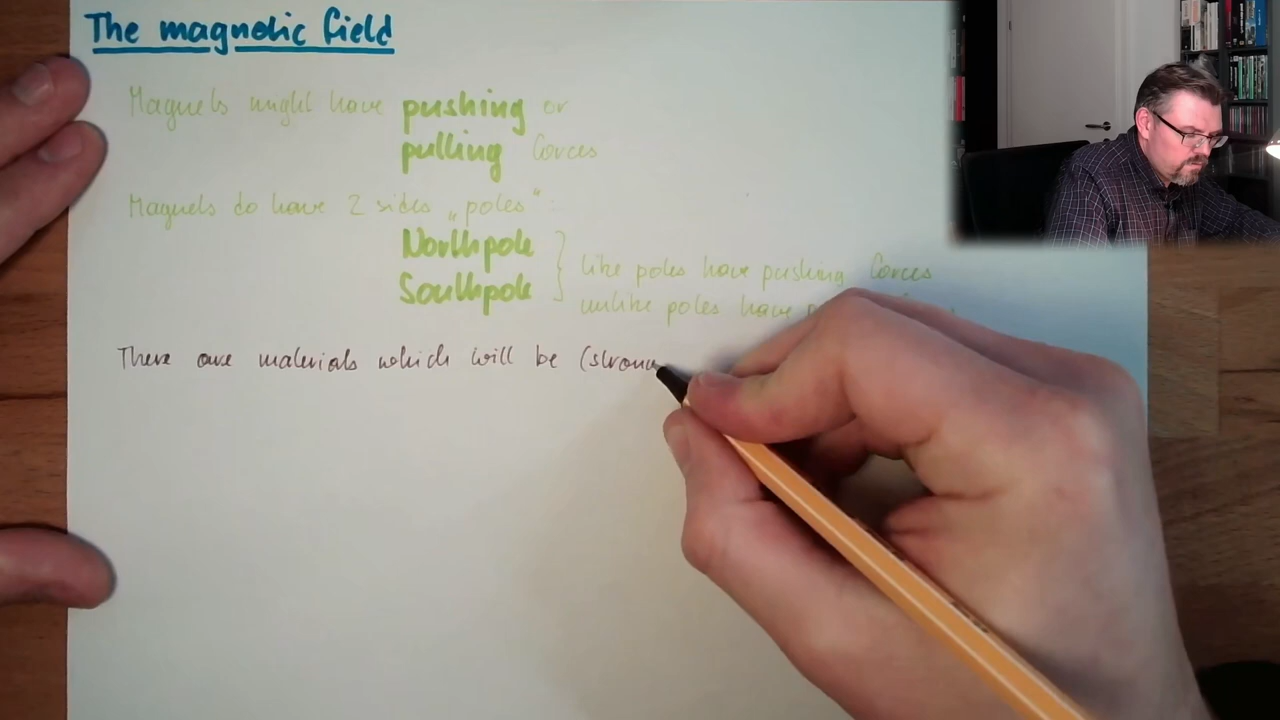 The magnetic field
Magnets might have pushing or
pulling forces
Magnets do have 2 sides „poles":
Northpole
Southpole
like poles have pushing forces
unlike poles have
There are materials which will be (strong